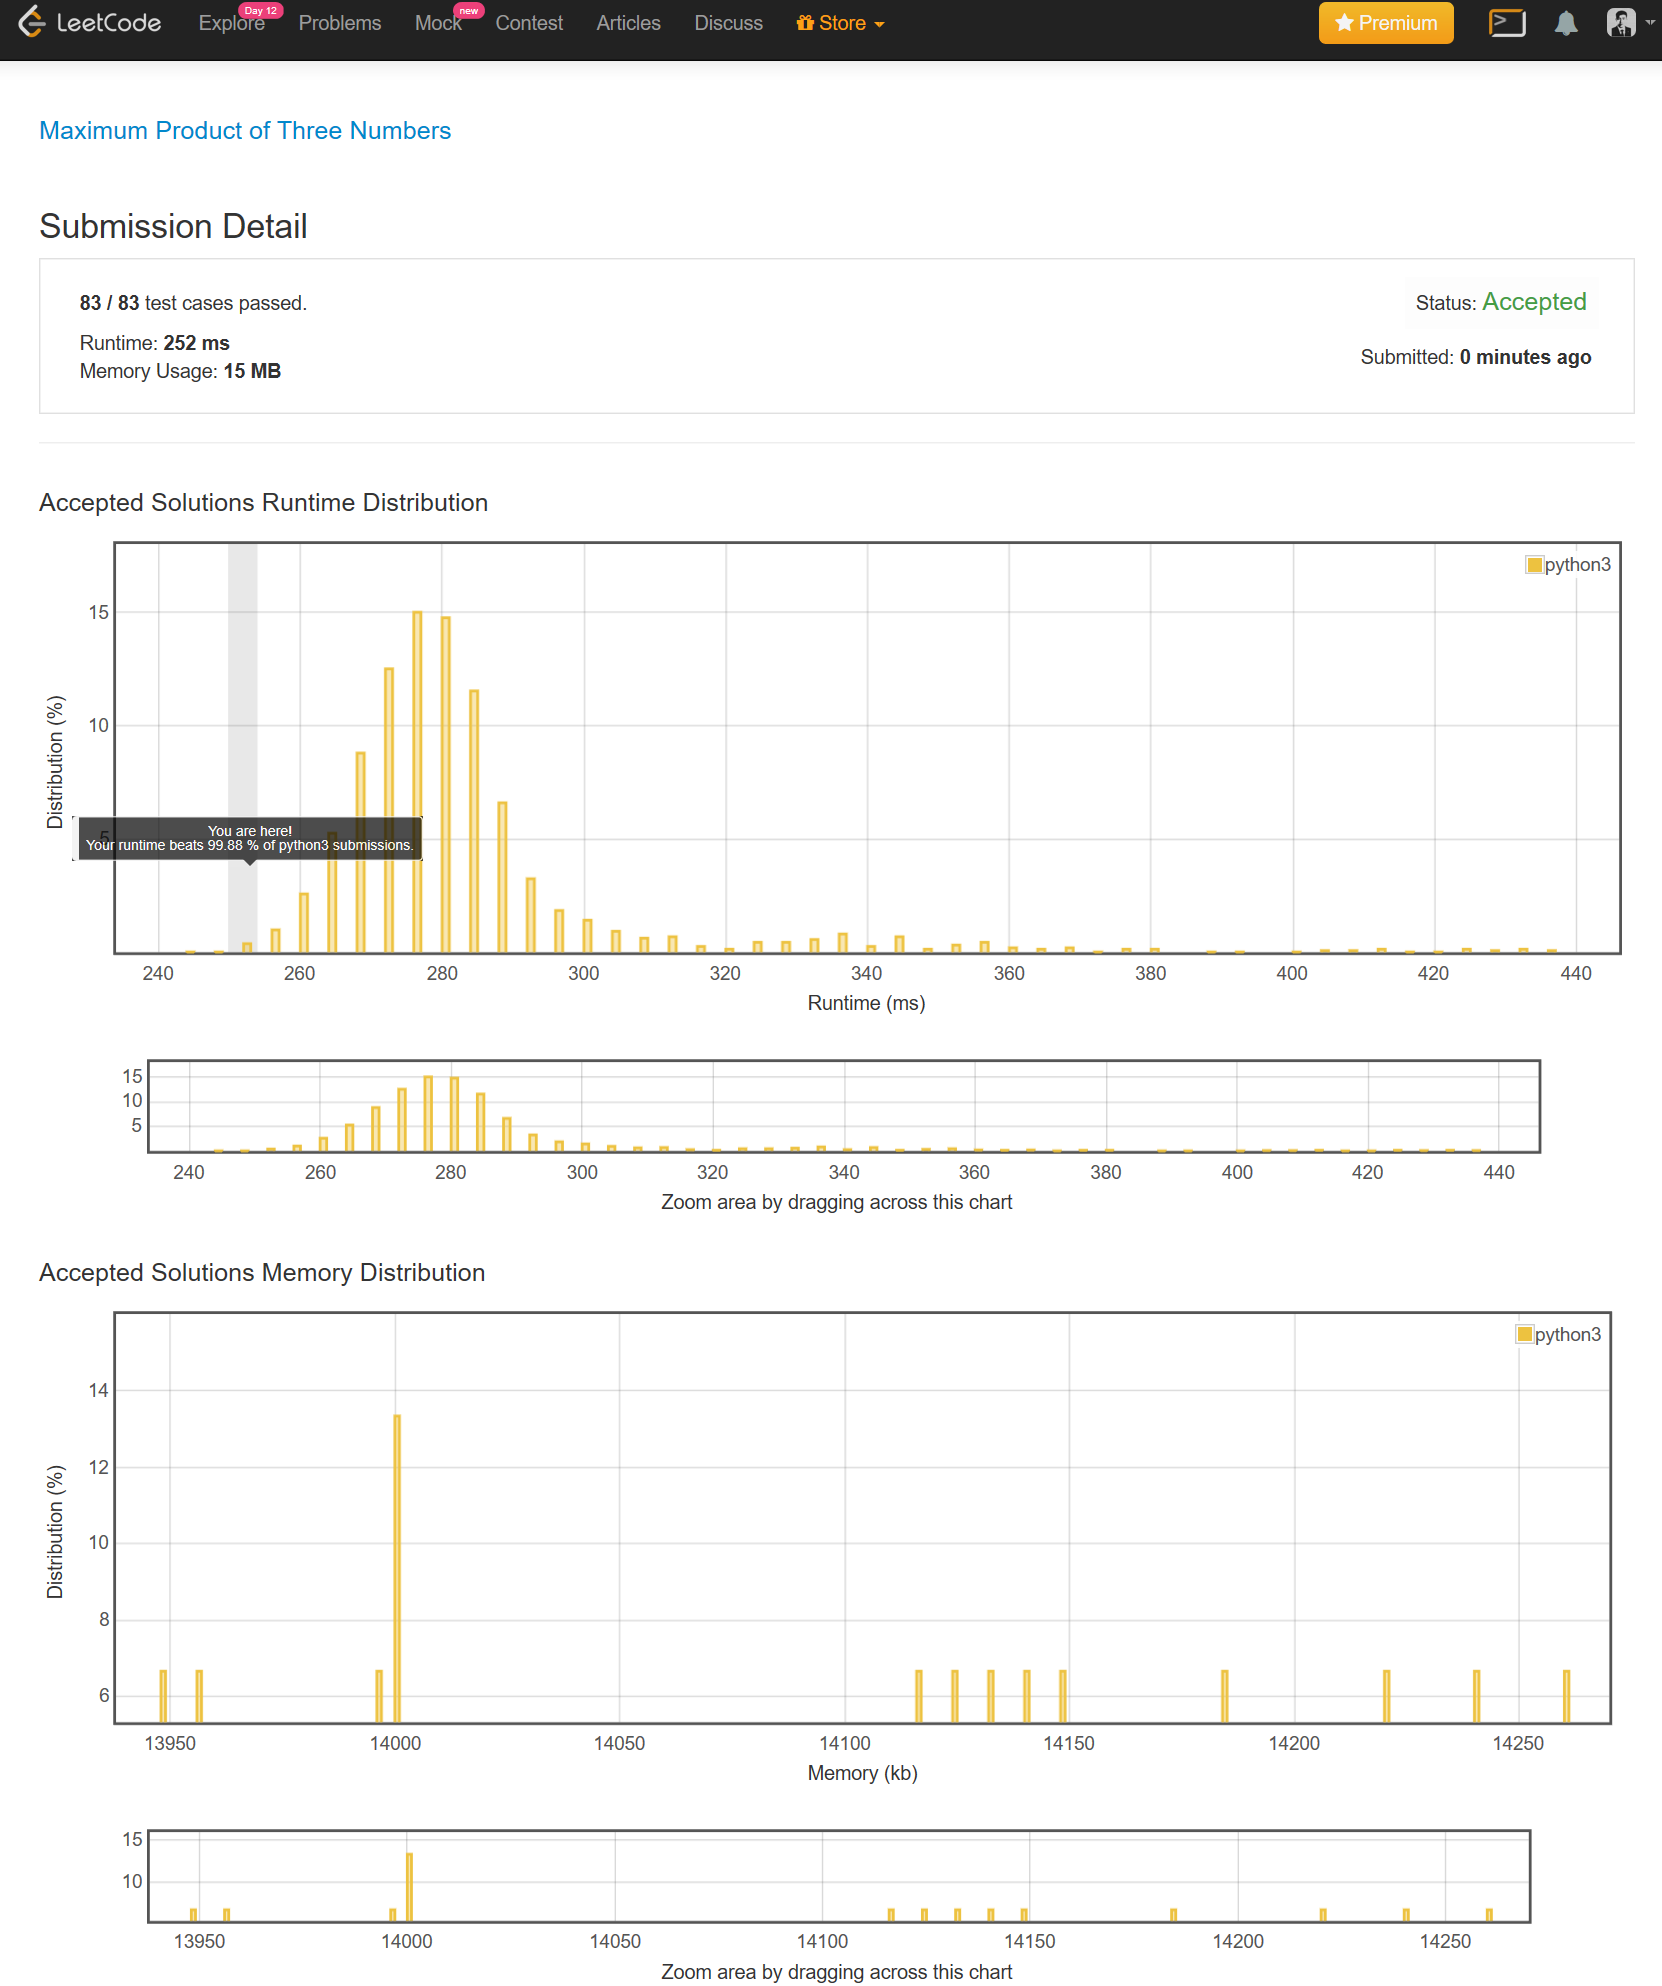 LeetCode Explore Day 12 Problems Mock new Contest Articles Discuss Store Premium
Maximum Product of Three Numbers
Submission Detail
83 / 83 test cases passed.
Status: Accepted
Runtime: 252 ms
Submitted: 0 minutes ago
Memory Usage: 15 MB
Accepted Solutions Runtime Distribution
python3
15
10
5
Distribution (%)
You are here!
Your runtime beats 99.88 % of python3 submissions.
240 260 280 300 320 340 360 380 400 420 440
Runtime (ms)
15
10
5
240 260 280 300 320 340 360 380 400 420 440
Zoom area by dragging across this chart
Accepted Solutions Memory Distribution
python3
14
12
10
8
6
Distribution (%)
13950 14000 14050 14100 14150 14200 14250
Memory (kb)
15
10
13950 14000 14050 14100 14150 14200 14250
Zoom area by dragging across this chart